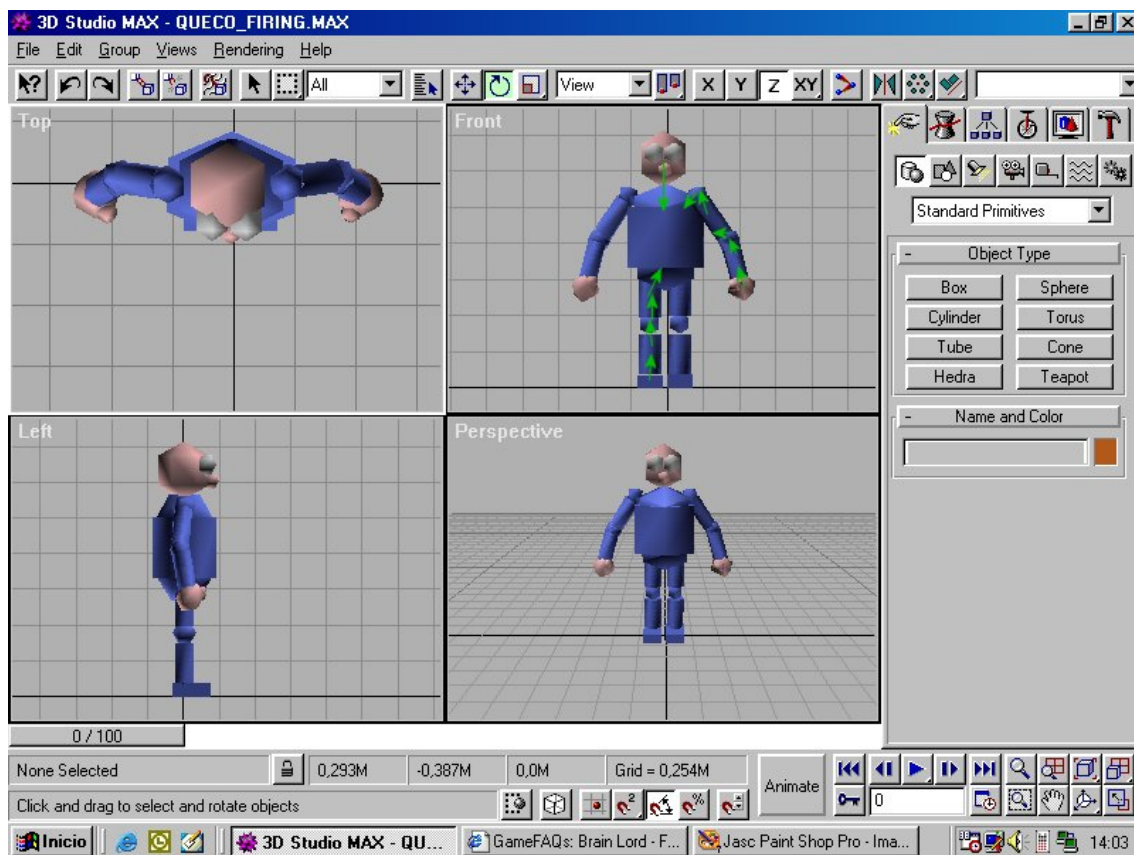 3D Studio MAX - QUECO_FIRING.MAX
File Edit Group Views Rendering Help
All View X Y Z XY
Top
Front
Standard Primitives
- Object Type
Box Sphere
Cylinder Torus
Tube Cone
Hedra Teapot
- Name and Color
Left
Perspective
0 / 100
None Selected 0,293M -0,387M 0,0M Grid = 0,254M
Animate
0
Click and drag to select and rotate objects
Inicio 3D Studio MAX - QU... GameFAQs: Brain Lord - F... Jasc Paint Shop Pro - Ima... 14:03